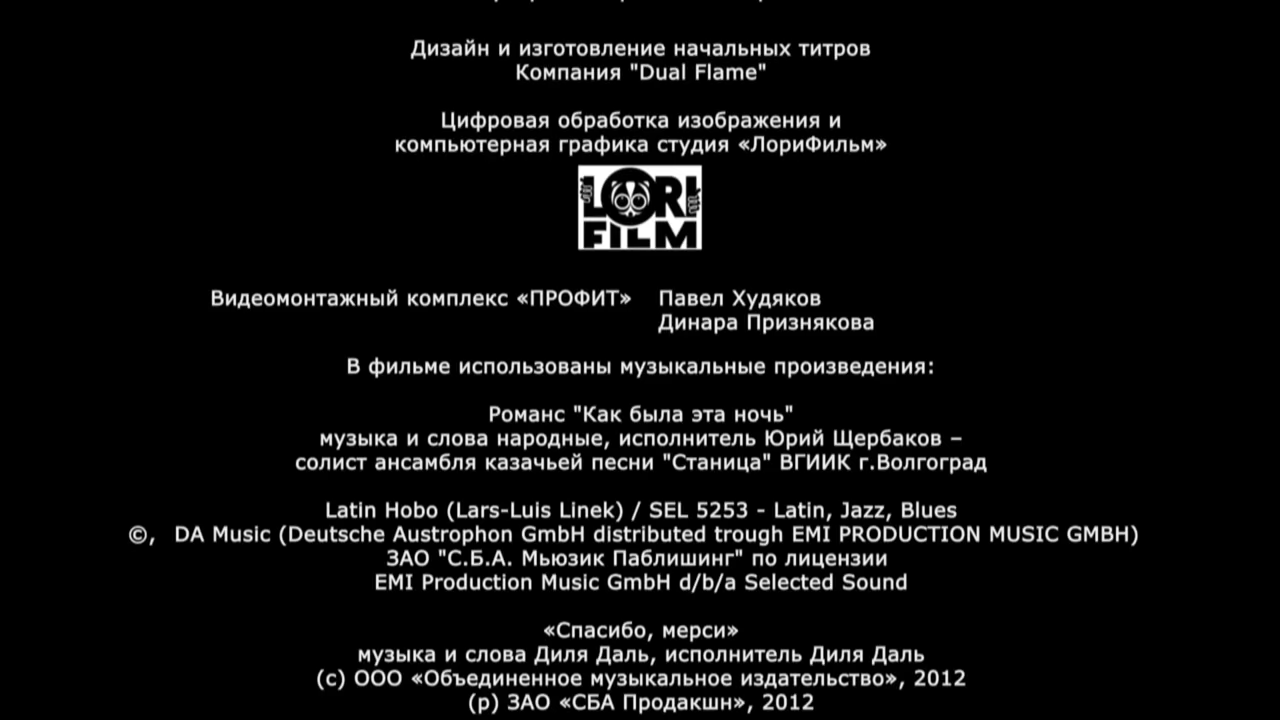 Дизайн и изготовление начальных титров
Компания "Dual Flame"
Цифровая обработка изображения и
компьютерная графика студия «ЛориФильм»
LORI
FILM
Видеомонтажный комплекс «ПРОФИТ» Павел Худяков
Динара Признякова
В фильме использованы музыкальные произведения:
Романс "Как была эта ночь"
музыка и слова народные, исполнитель Юрий Щербаков –
солист ансамбля казачьей песни "Станица" ВГИИК г.Волгоград
Latin Hobo (Lars-Luis Linek) / SEL 5253 - Latin, Jazz, Blues
©, DA Music (Deutsche Austrophon GmbH distributed trough EMI PRODUCTION MUSIC GMBH)
ЗАО "С.Б.А. Мьюзик Паблишинг" по лицензии
EMI Production Music GmbH d/b/a Selected Sound
«Спасибо, мерси»
музыка и слова Диля Даль, исполнитель Диля Даль
(с) ООО «Объединенное музыкальное издательство», 2012
(р) ЗАО «СБА Продакшн», 2012